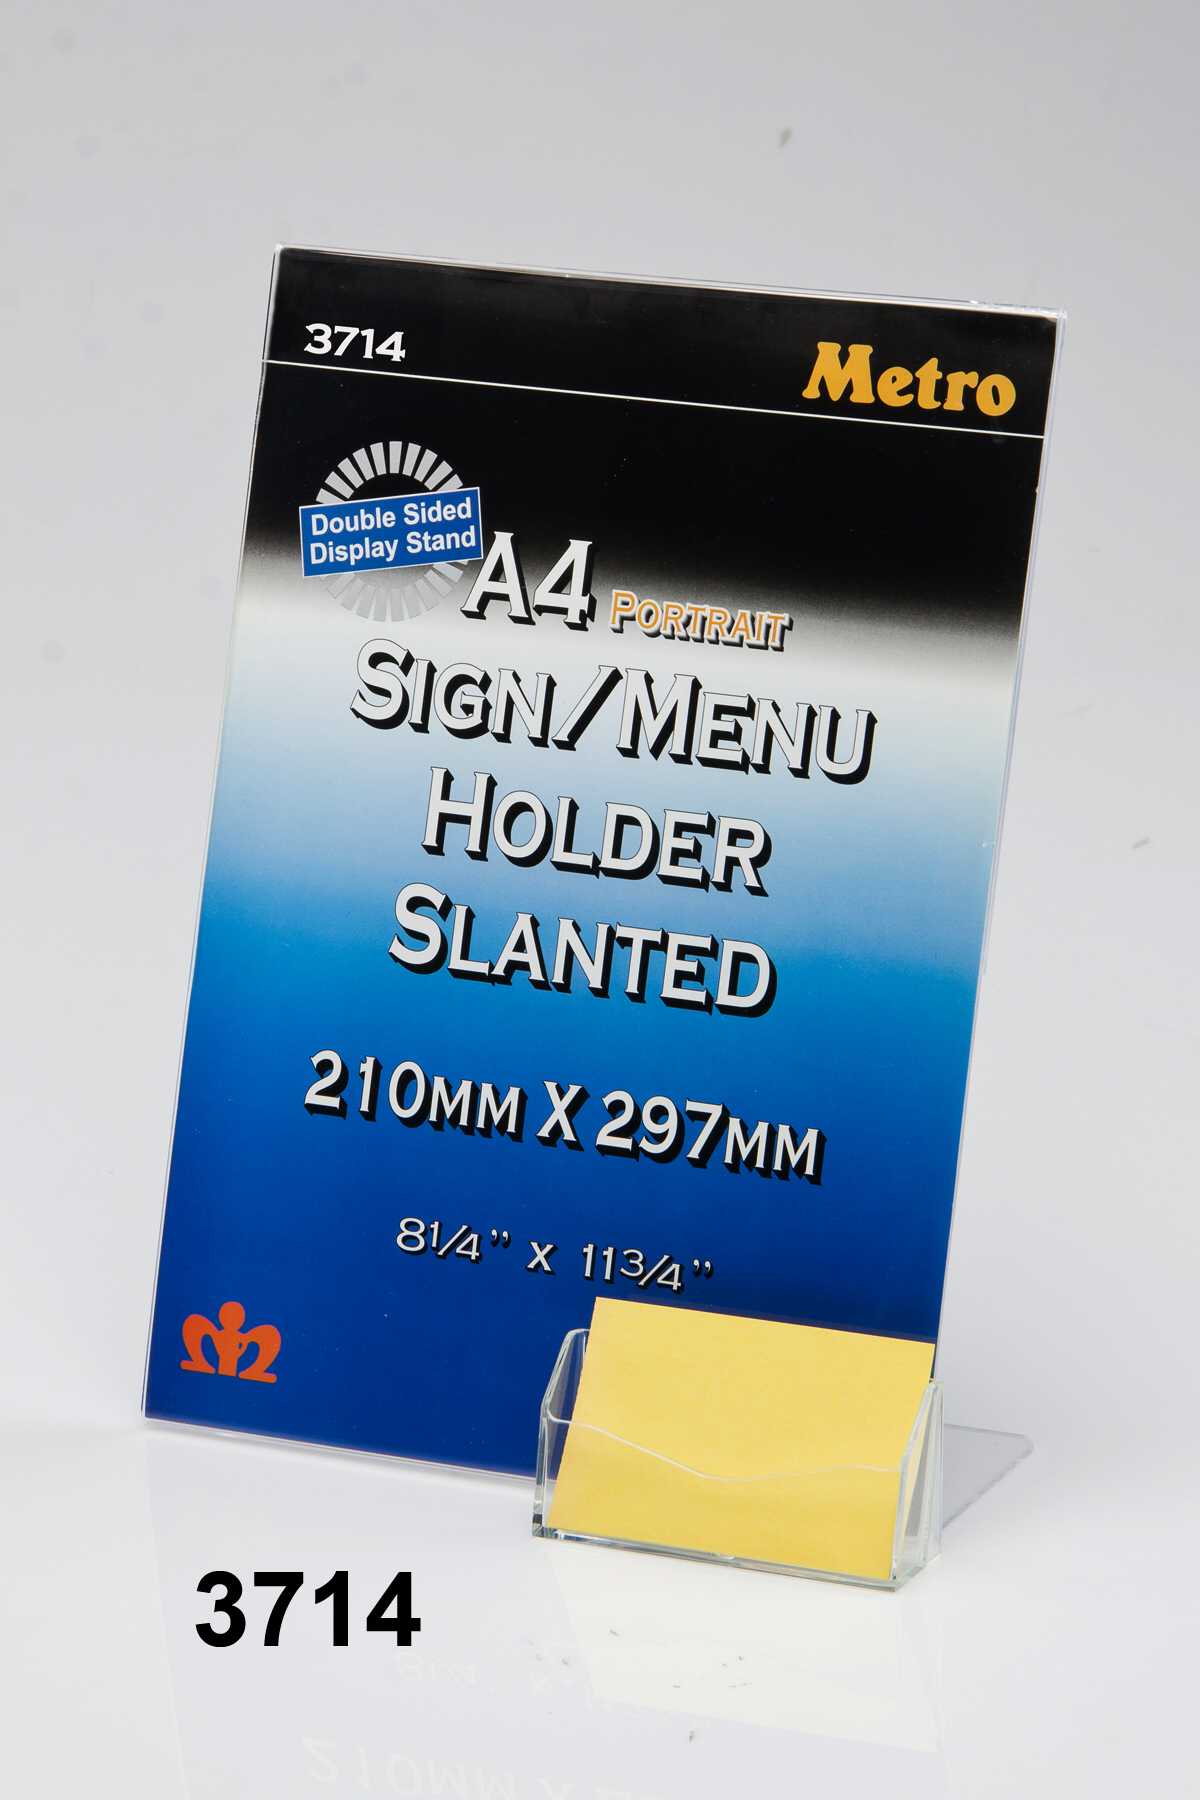 3714
Metro
Double Sided
Display Stand
A4 PORTRAIT
SIGN/MENU
HOLDER
SLANTED
210MM X 297MM
81/4” X 113/4”
3714